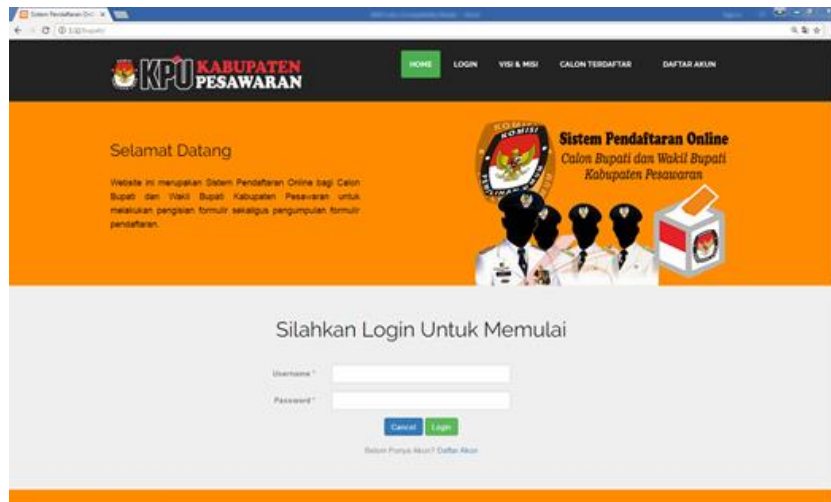 KPU KABUPATEN
PESAWARAN
HOME LOGIN VISI & MISI CALON TERDAFTAR DAFTAR AKUN
Selamat Datang
Website ini merupakan Sistem Pendaftaran Online bagi Calon
Bupati dan Wakil Bupati Kabupaten Pesawaran untuk
melakukan pengisian formulir sekaligus pengumpulan formulir
pendaftaran.
KOMISI
Sistem Pendaftaran Online
Calon Bupati dan Wakil Bupati
Kabupaten Pesawaran
Silahkan Login Untuk Memulai
Username *
Password *
Cancel Login
Belum Punya Akun? Daftar Akun